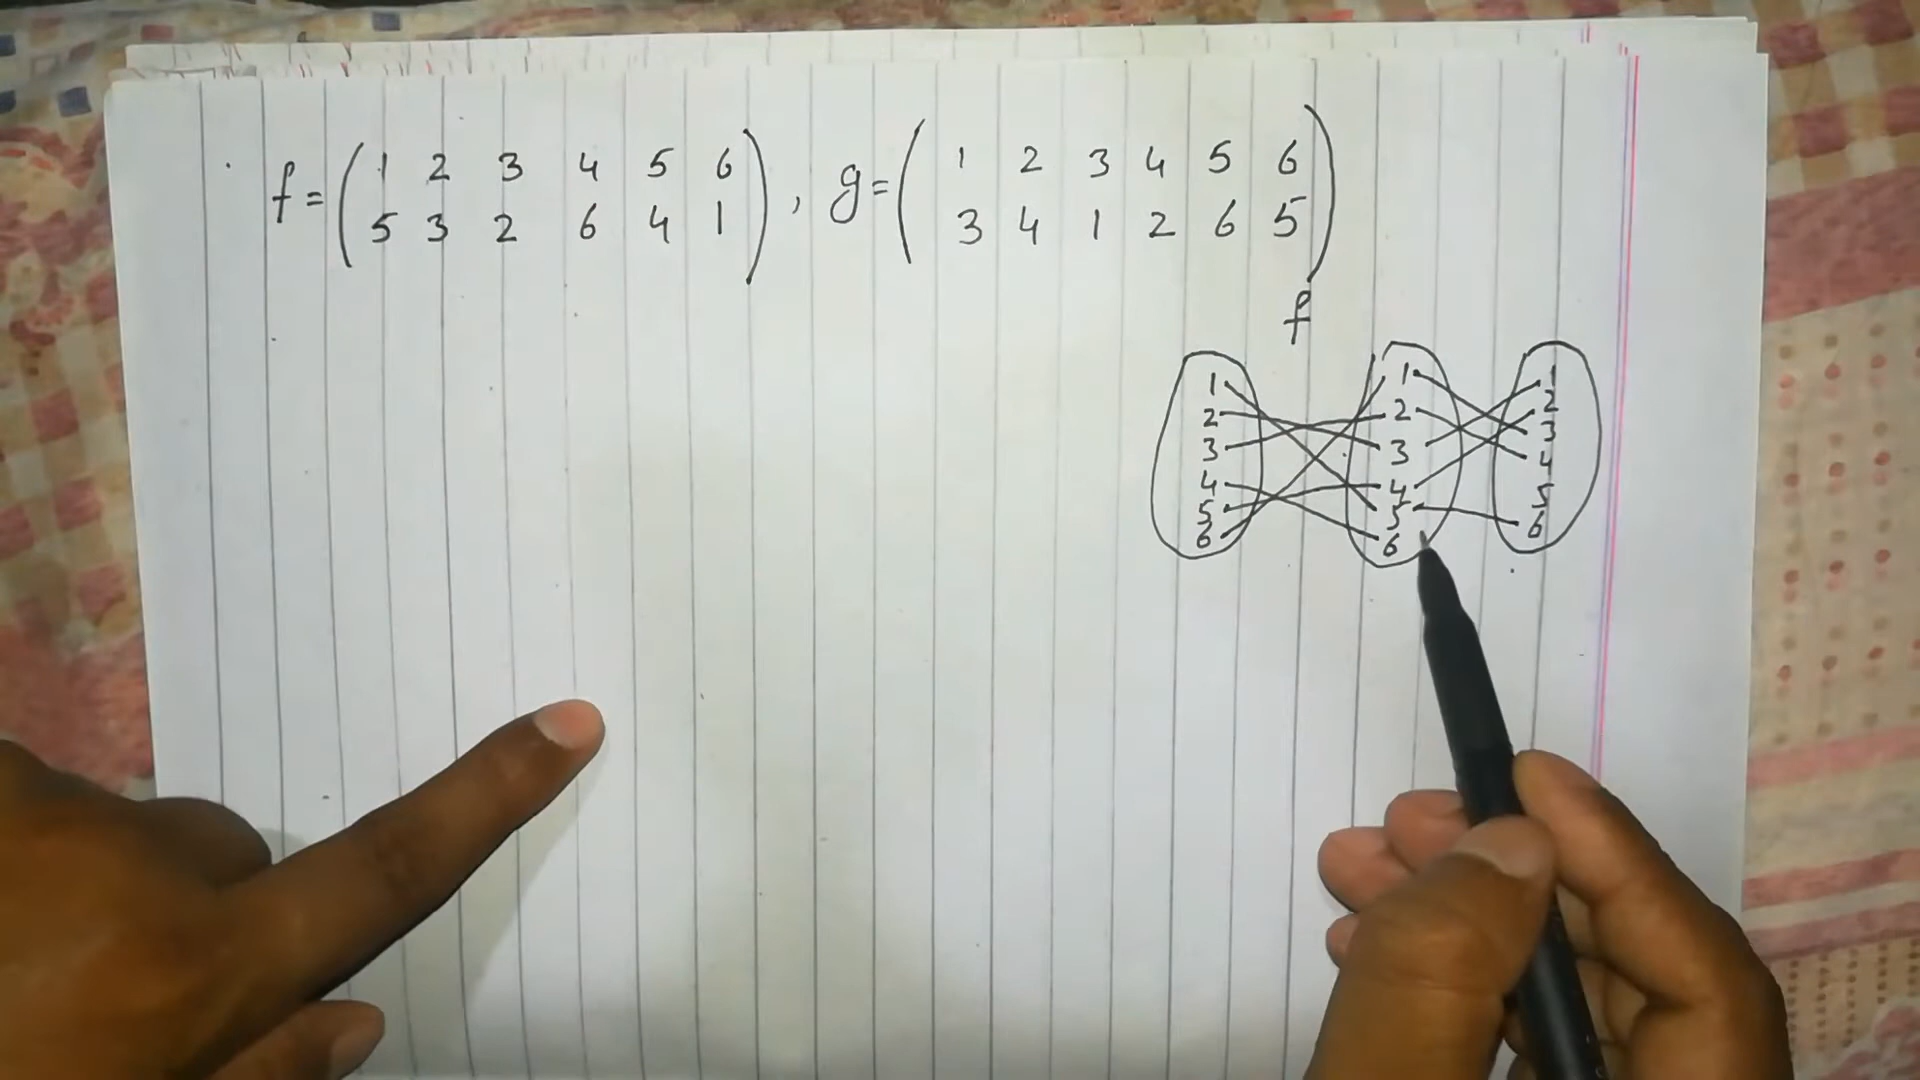 f = ( 1 2 3 4 5 6 ) , g = ( 1 2 3 4 5 6 )
5 3 2 6 4 1 3 4 1 2 6 5
f
1 1 1
2 2 2
3 3 3
4 4 4
5 5 5
6 6 6